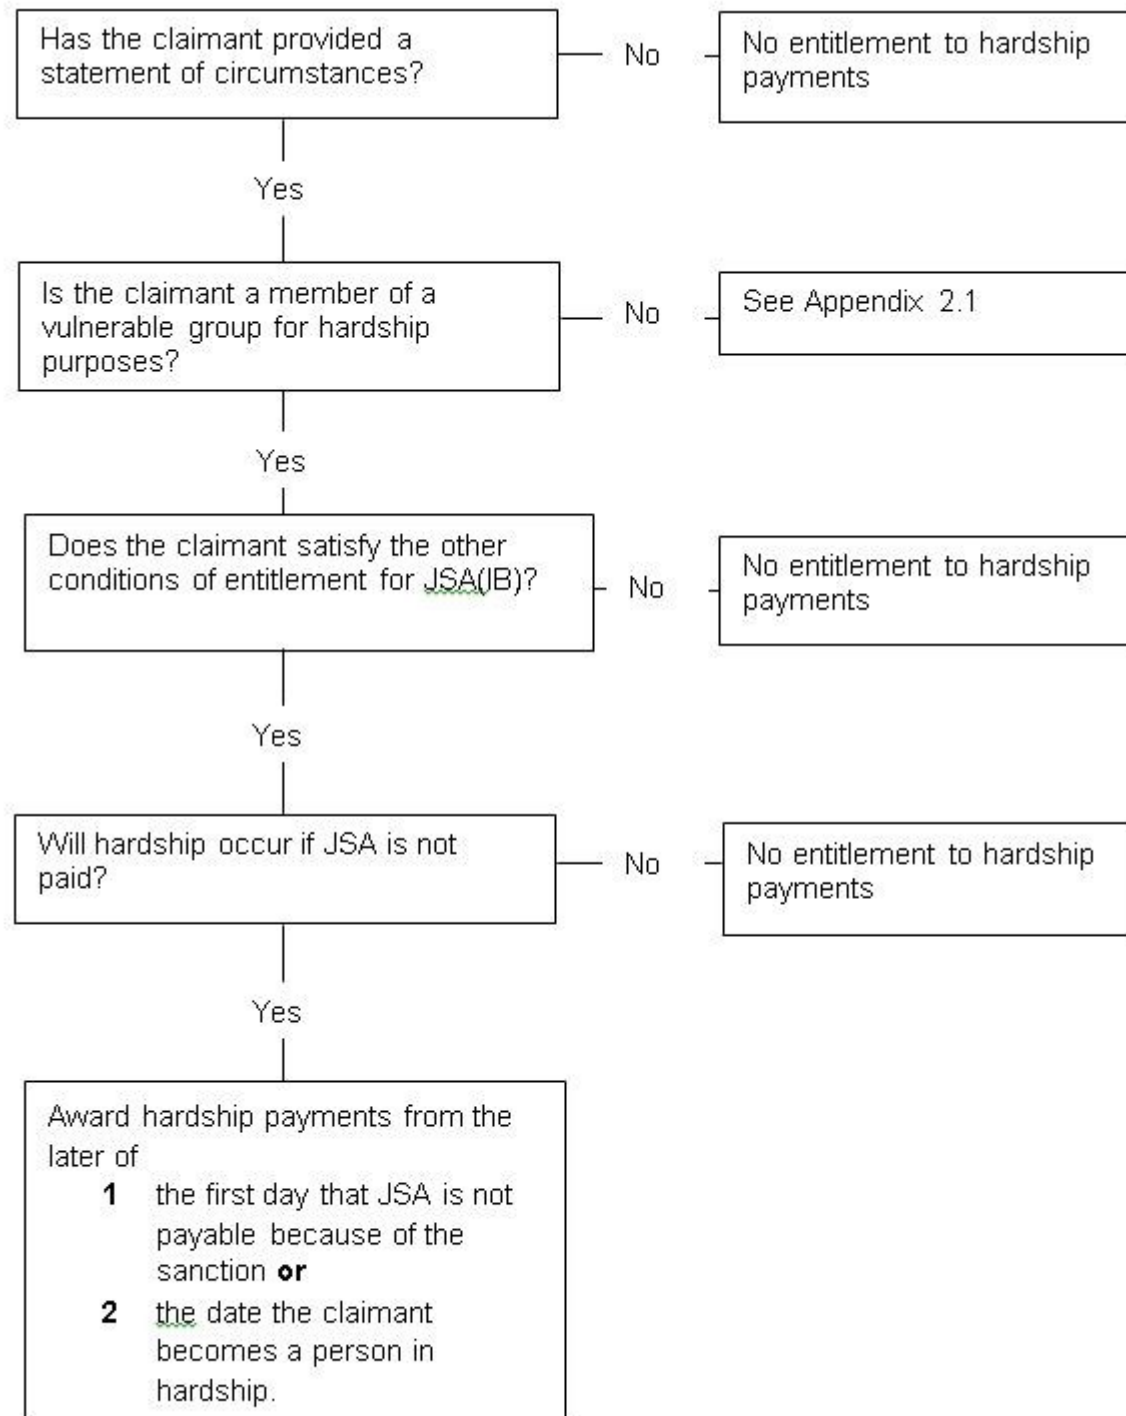 Has the claimant provided a
statement of circumstances?
No
No entitlement to hardship
payments
Yes
Is the claimant a member of a
vulnerable group for hardship
purposes?
No
See Appendix 2.1
Yes
Does the claimant satisfy the other
conditions of entitlement for JSA(IB)?
No
No entitlement to hardship
payments
Yes
Will hardship occur if JSA is not
paid?
No
No entitlement to hardship
payments
Yes
Award hardship payments from the
later of
1 the first day that JSA is not
payable because of the
sanction or
2 the date the claimant
becomes a person in
hardship.